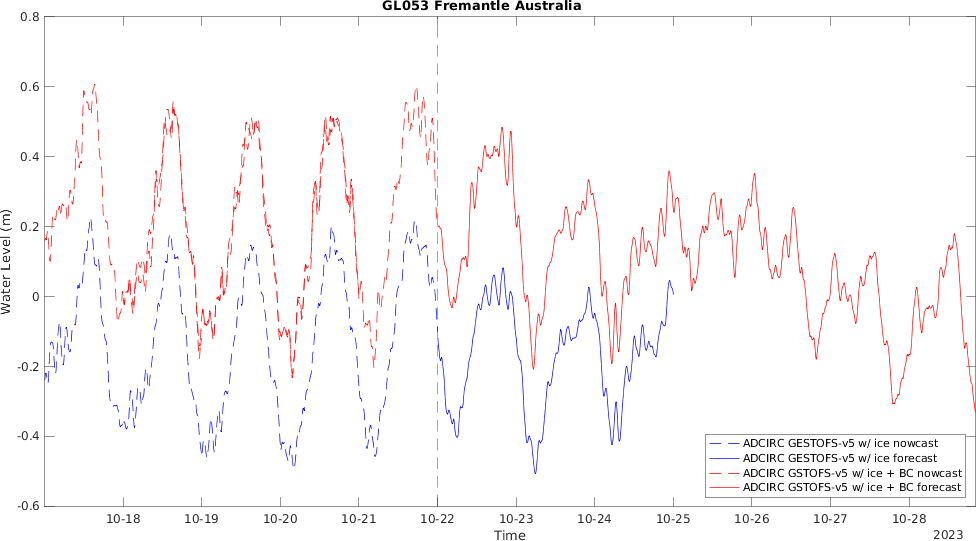 GL053 Fremantle Australia
Water Level (m)
0.8
0.6
0.4
0.2
0
-0.2
-0.4
-0.6
ADCIRC GESTOFS-v5 w/ ice nowcast
ADCIRC GESTOFS-v5 w/ ice forecast
ADCIRC GSTOFS-v5 w/ ice + BC nowcast
ADCIRC GSTOFS-v5 w/ ice + BC forecast
10-18 10-19 10-20 10-21 10-22 10-23 10-24 10-25 10-26 10-27 10-28
Time 2023